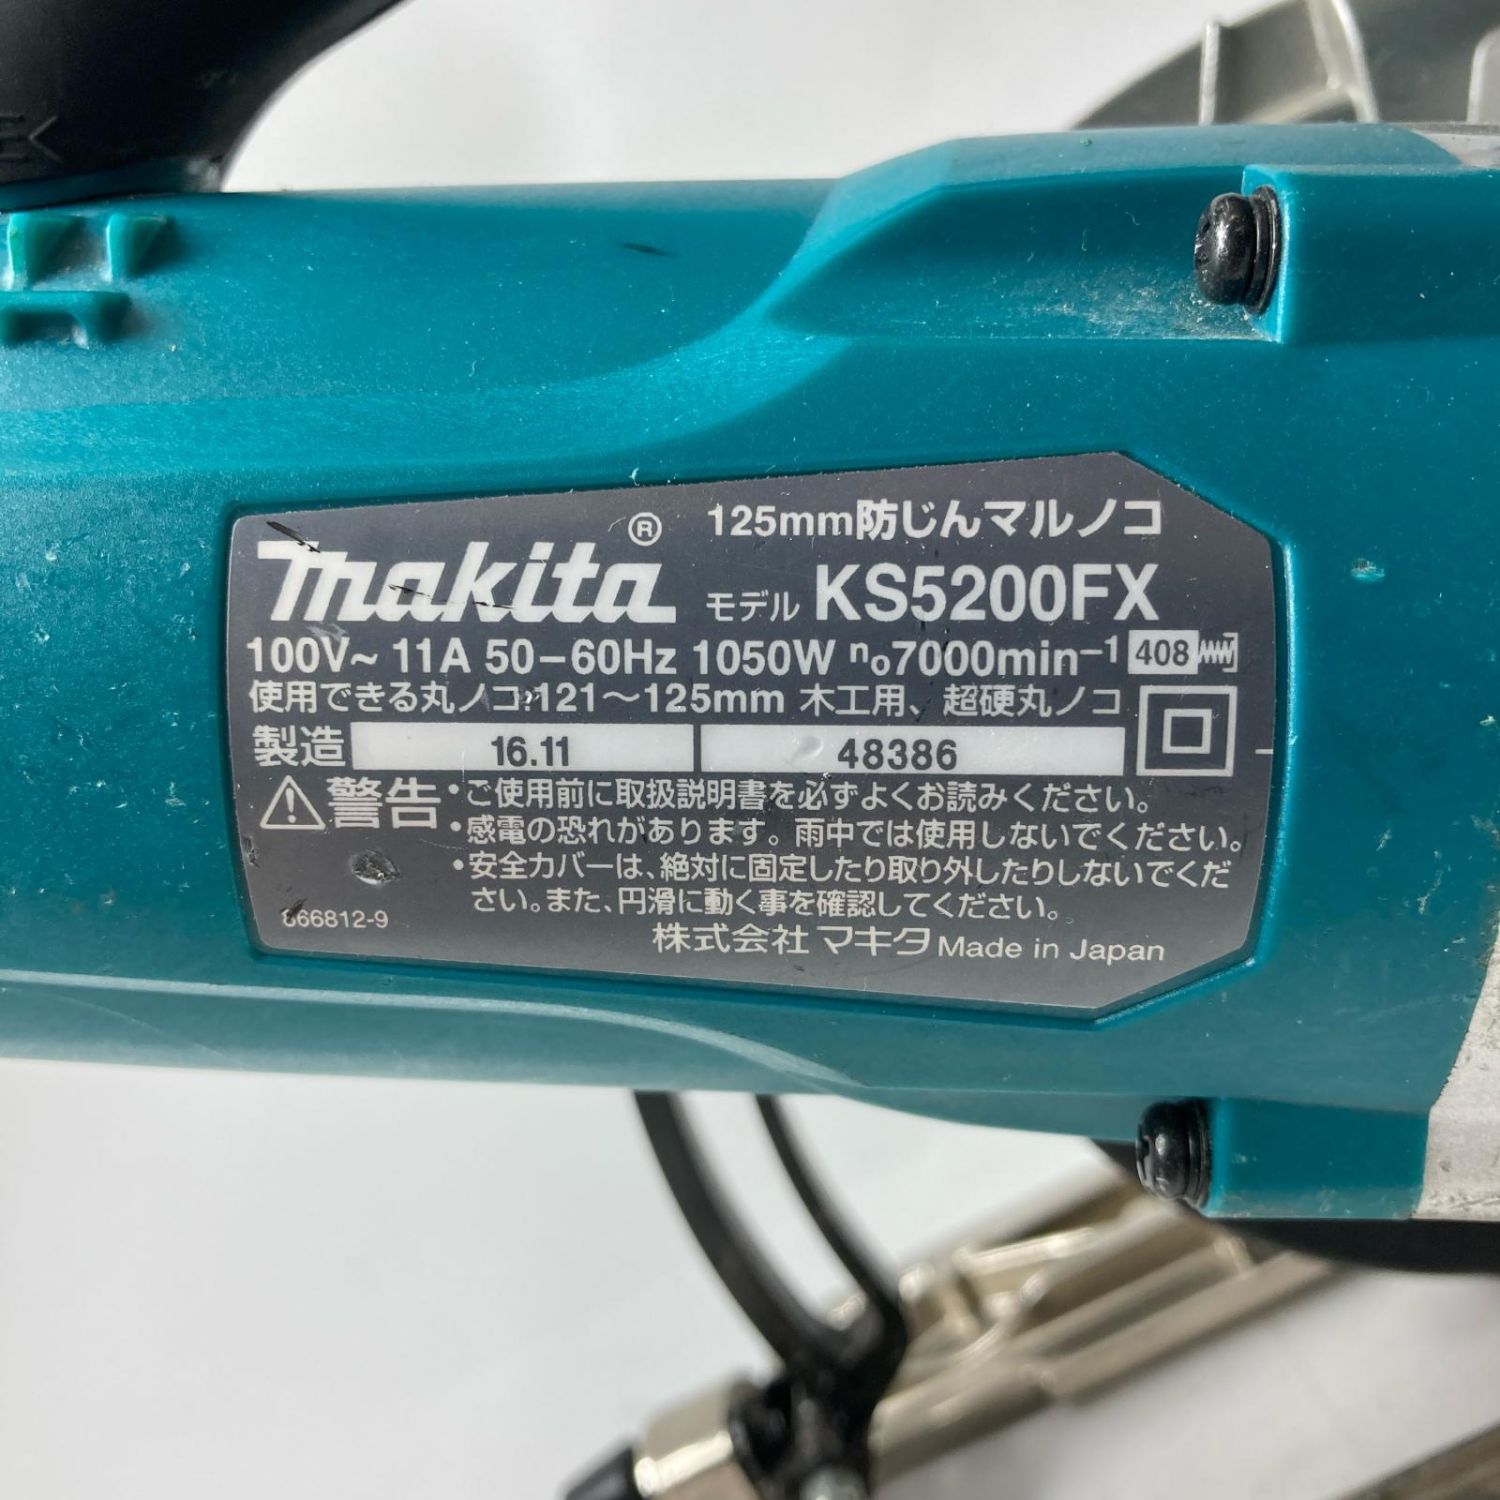 makita®
125mm防じんマルノコ
モデル KS5200FX
100V~ 11A 50-60Hz 1050W n₀7000min⁻¹ 408
使用できる丸ノコ:121～125mm 木工用、超硬丸ノコ
製造 16.11 48386
警告 ・ご使用前に取扱説明書を必ずよくお読みください。
・感電の恐れがあります。雨中では使用しないでください。
・安全カバーは、絶対に固定したり取り外したりしないでくだ
さい。また、円滑に動く事を確認してください。
866812-9
株式会社マキタ Made in Japan